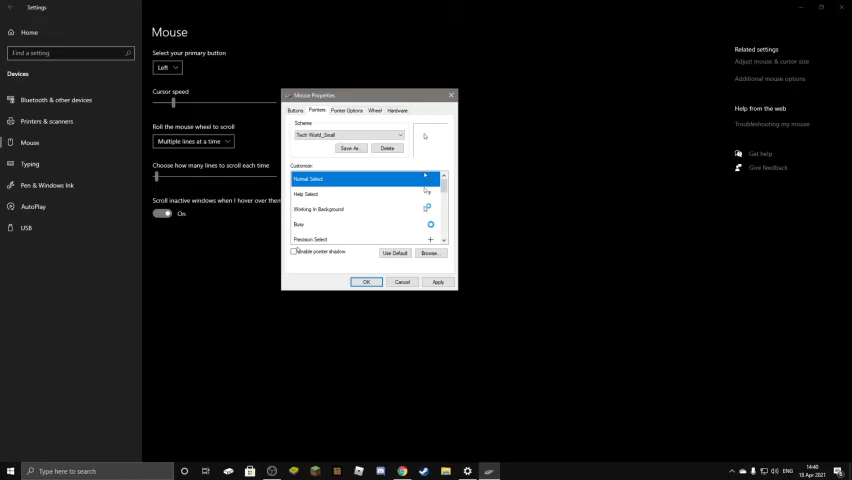 Settings
Home
Find a setting
Devices
Bluetooth & other devices
Printers & scanners
Mouse
Typing
Pen & Windows Ink
AutoPlay
USB
Mouse
Select your primary button
Left
Cursor speed
Roll the mouse wheel to scroll
Multiple lines at a time
Choose how many lines to scroll each time
Scroll inactive windows when I hover over them
On
Mouse Properties
Buttons Pointers Pointer Options Wheel Hardware
Scheme
Tech World_Small
Save As... Delete
Customize:
Normal Select
Help Select
Working In Background
Busy
Precision Select
Enable pointer shadow
Use Default Browse...
OK Cancel Apply
Related settings
Adjust mouse & cursor size
Additional mouse options
Help from the web
Troubleshooting my mouse
Get help
Give feedback
Type here to search
ENG
14:40
18 Apr 2021